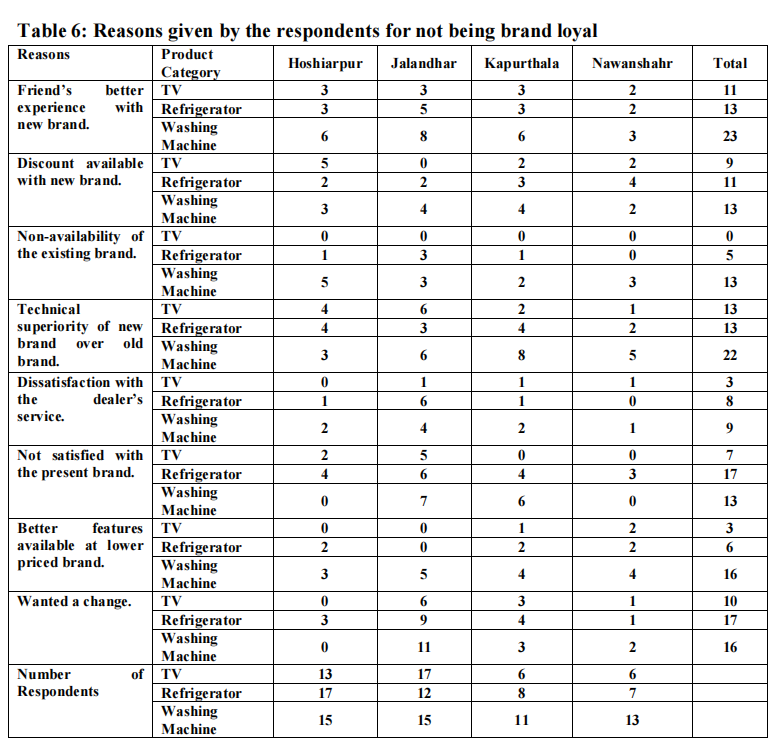 Table 6: Reasons given by the respondents for not being brand loyal
Reasons Product Category Hoshiarpur Jalandhar Kapurthala Nawanshahr Total
Friend's better experience with new brand. TV 3 3 3 2 11
Refrigerator 3 5 3 2 13
Washing Machine 6 8 6 3 23
Discount available with new brand. TV 5 0 2 2 9
Refrigerator 2 2 3 4 11
Washing Machine 3 4 4 2 13
Non-availability of the existing brand. TV 0 0 0 0 0
Refrigerator 1 3 1 0 5
Washing Machine 5 3 2 3 13
Technical superiority of new brand over old brand. TV 4 6 2 1 13
Refrigerator 4 3 4 2 13
Washing Machine 3 6 8 5 22
Dissatisfaction with the dealer's service. TV 0 1 1 1 3
Refrigerator 1 6 1 0 8
Washing Machine 2 4 2 1 9
Not satisfied with the present brand. TV 2 5 0 0 7
Refrigerator 4 6 4 3 17
Washing Machine 0 7 6 0 13
Better features available at lower priced brand. TV 0 0 1 2 3
Refrigerator 2 0 2 2 6
Washing Machine 3 5 4 4 16
Wanted a change. TV 0 6 3 1 10
Refrigerator 3 9 4 1 17
Washing Machine 0 11 3 2 16
Number of Respondents TV 13 17 6 6
Refrigerator 17 12 8 7
Washing Machine 15 15 11 13